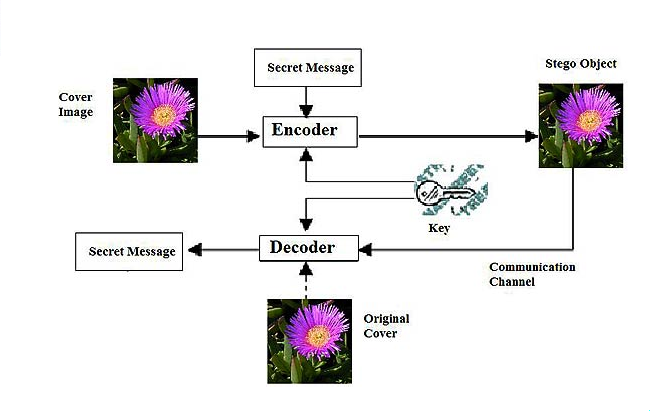 Secret Message
Stego Object
Cover
Image
Encoder
Key
Secret Message
Decoder
Communication
Channel
Original
Cover